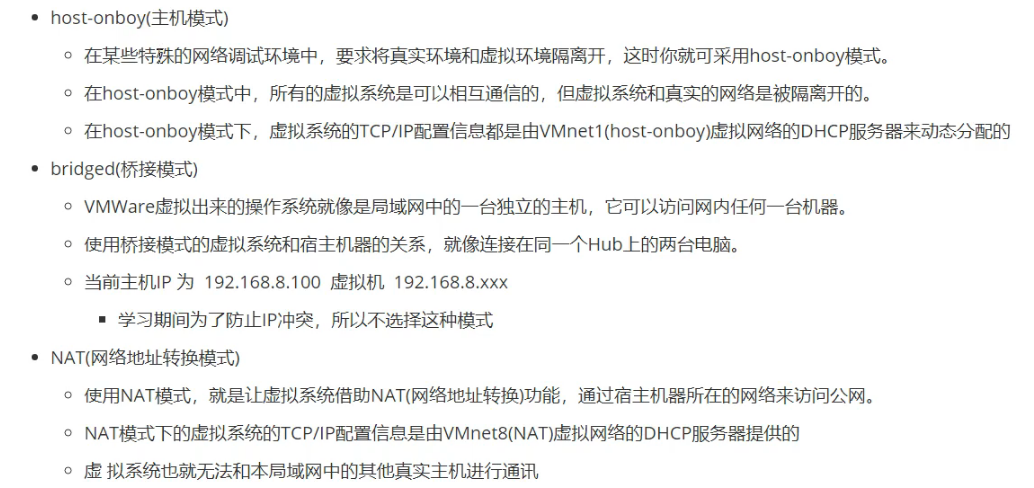 host-onboy(主机模式)
在某些特殊的网络调试环境中，要求将真实环境和虚拟环境隔离开，这时你就可采用host-onboy模式。
在host-onboy模式中，所有的虚拟系统是可以相互通信的，但虚拟系统和真实的网络是被隔离开的。
在host-onboy模式下，虚拟系统的TCP/IP配置信息都是由VMnet1(host-onboy)虚拟网络的DHCP服务器来动态分配的
bridged(桥接模式)
VMWare虚拟出来的操作系统就像是局域网中的一台独立的主机，它可以访问网内任何一台机器。
使用桥接模式的虚拟系统和宿主机器的关系，就像连接在同一个Hub上的两台电脑。
当前主机IP 为 192.168.8.100 虚拟机 192.168.8.xxx
学习期间为了防止IP冲突，所以不选择这种模式
NAT(网络地址转换模式)
使用NAT模式，就是让虚拟系统借助NAT(网络地址转换)功能，通过宿主机器所在的网络来访问公网。
NAT模式下的虚拟系统的TCP/IP配置信息是由VMnet8(NAT)虚拟网络的DHCP服务器提供的
虚 拟系统也就无法和本局域网中的其他真实主机进行通讯